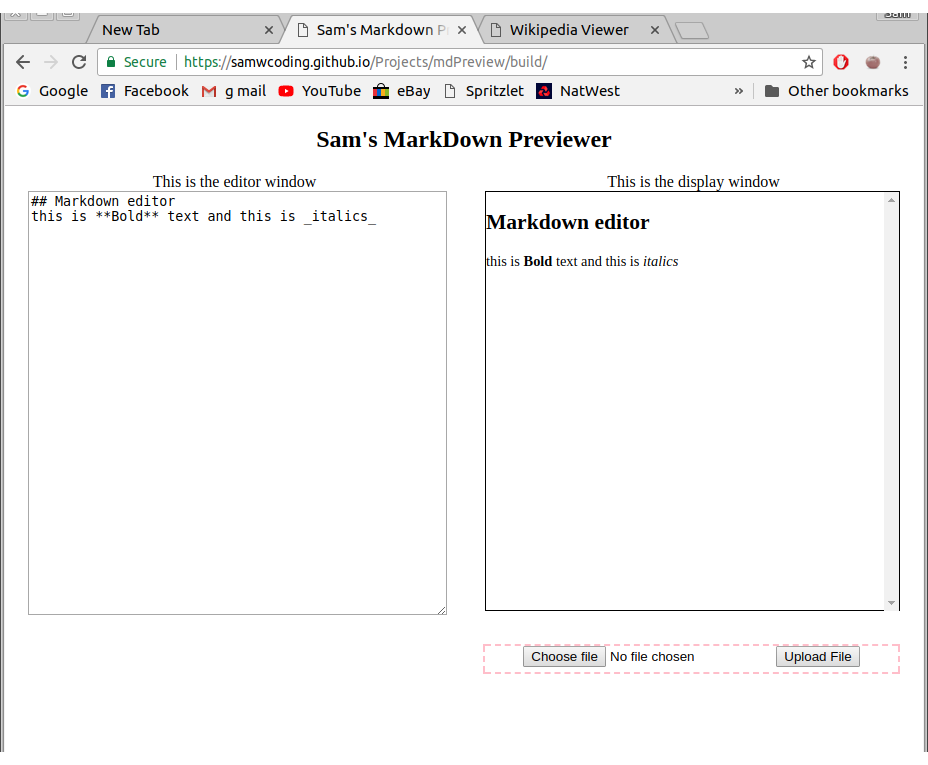 Sam
New Tab
Sam's Markdown P
Wikipedia Viewer
Secure https://samwcoding.github.io/Projects/mdPreview/build/
Google Facebook g mail YouTube eBay Spritzlet NatWest » Other bookmarks
Sam's MarkDown Previewer
This is the editor window
## Markdown editor
this is **Bold** text and this is _italics_
This is the display window
Markdown editor
this is Bold text and this is italics
Choose file No file chosen Upload File